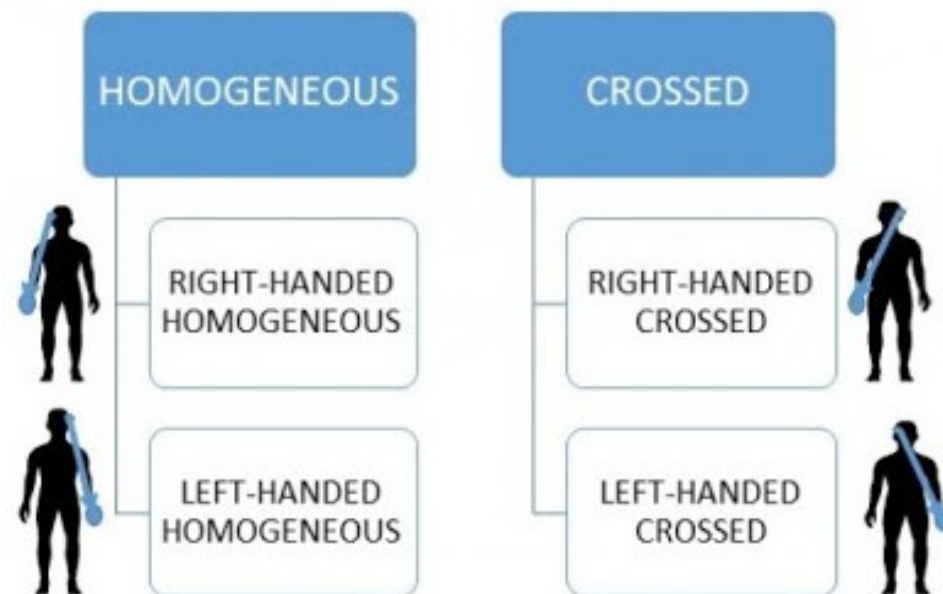 HOMOGENEOUS
RIGHT-HANDED
HOMOGENEOUS
LEFT-HANDED
HOMOGENEOUS
CROSSED
RIGHT-HANDED
CROSSED
LEFT-HANDED
CROSSED